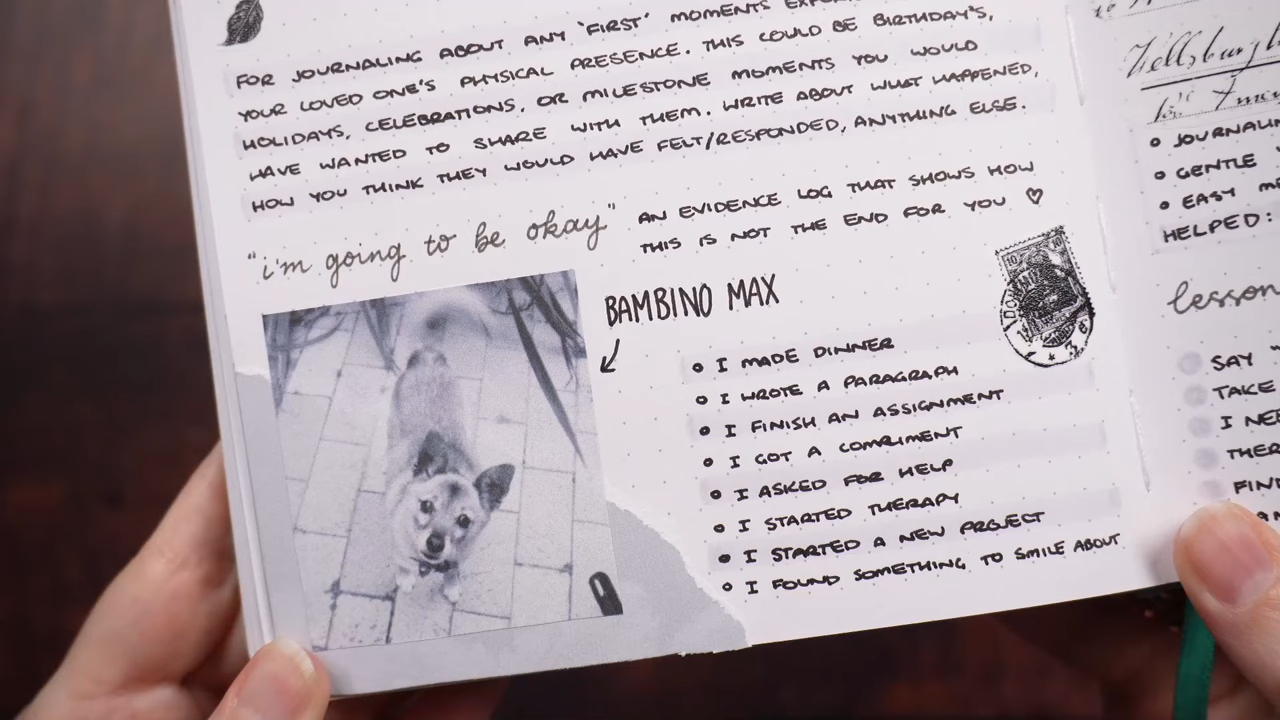 FOR JOURNALING ABOUT ANY 'FIRST' MOMENTS
YOUR LOVED ONE'S PHYSICAL PRESENCE. THIS COULD BE BIRTHDAY'S,
HOLIDAYS, CELEBRATIONS, OR MILESTONE MOMENTS YOU WOULD
HAVE WANTED TO SHARE WITH THEM. WRITE ABOUT WHAT HAPPENED,
HOW YOU THINK THEY WOULD HAVE FELT/RESPONDED, ANYTHING ELSE.
"i'm going to be okay"
AN EVIDENCE LOG THAT SHOWS HOW
THIS IS NOT THE END FOR YOU ♡
BAMBINO MAX
• I MADE DINNER
• I WROTE A PARAGRAPH
• I FINISH AN ASSIGNMENT
• I GOT A COMPLIMENT
• I ASKED FOR HELP
• I STARTED THERAPY
• I STARTED A NEW PROJECT
• I FOUND SOMETHING TO SMILE ABOUT
10 10
• GENTLE
• EASY
HELPED:
lesson
SAY
TAKE
I